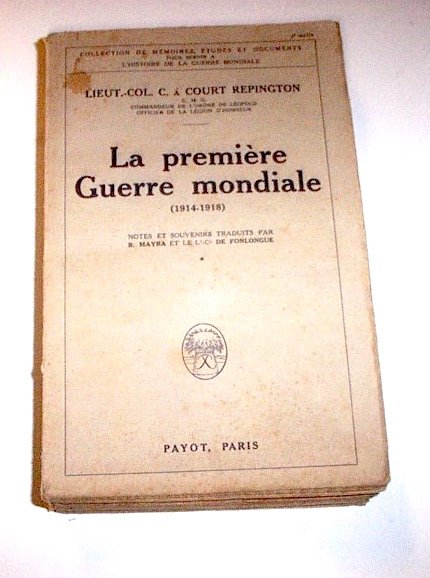 COLLECTION DE MÉMOIRES, ÉTUDES ET DOCUMENTS
POUR SERVIR A
L'HISTOIRE DE LA GUERRE MONDIALE
LIEUT.-COL. C. A COURT REPINGTON
C. M. G.
COMMANDEUR DE L'ORDRE DE LÉOPOLD
OFFICIER DE LA LÉGION D'HONNEUR
La première
Guerre mondiale
(1914-1918)
NOTES ET SOUVENIRS TRADUITS PAR
B. MAYRA ET LE DE FONLONGUE
*
PAYOT, PARIS